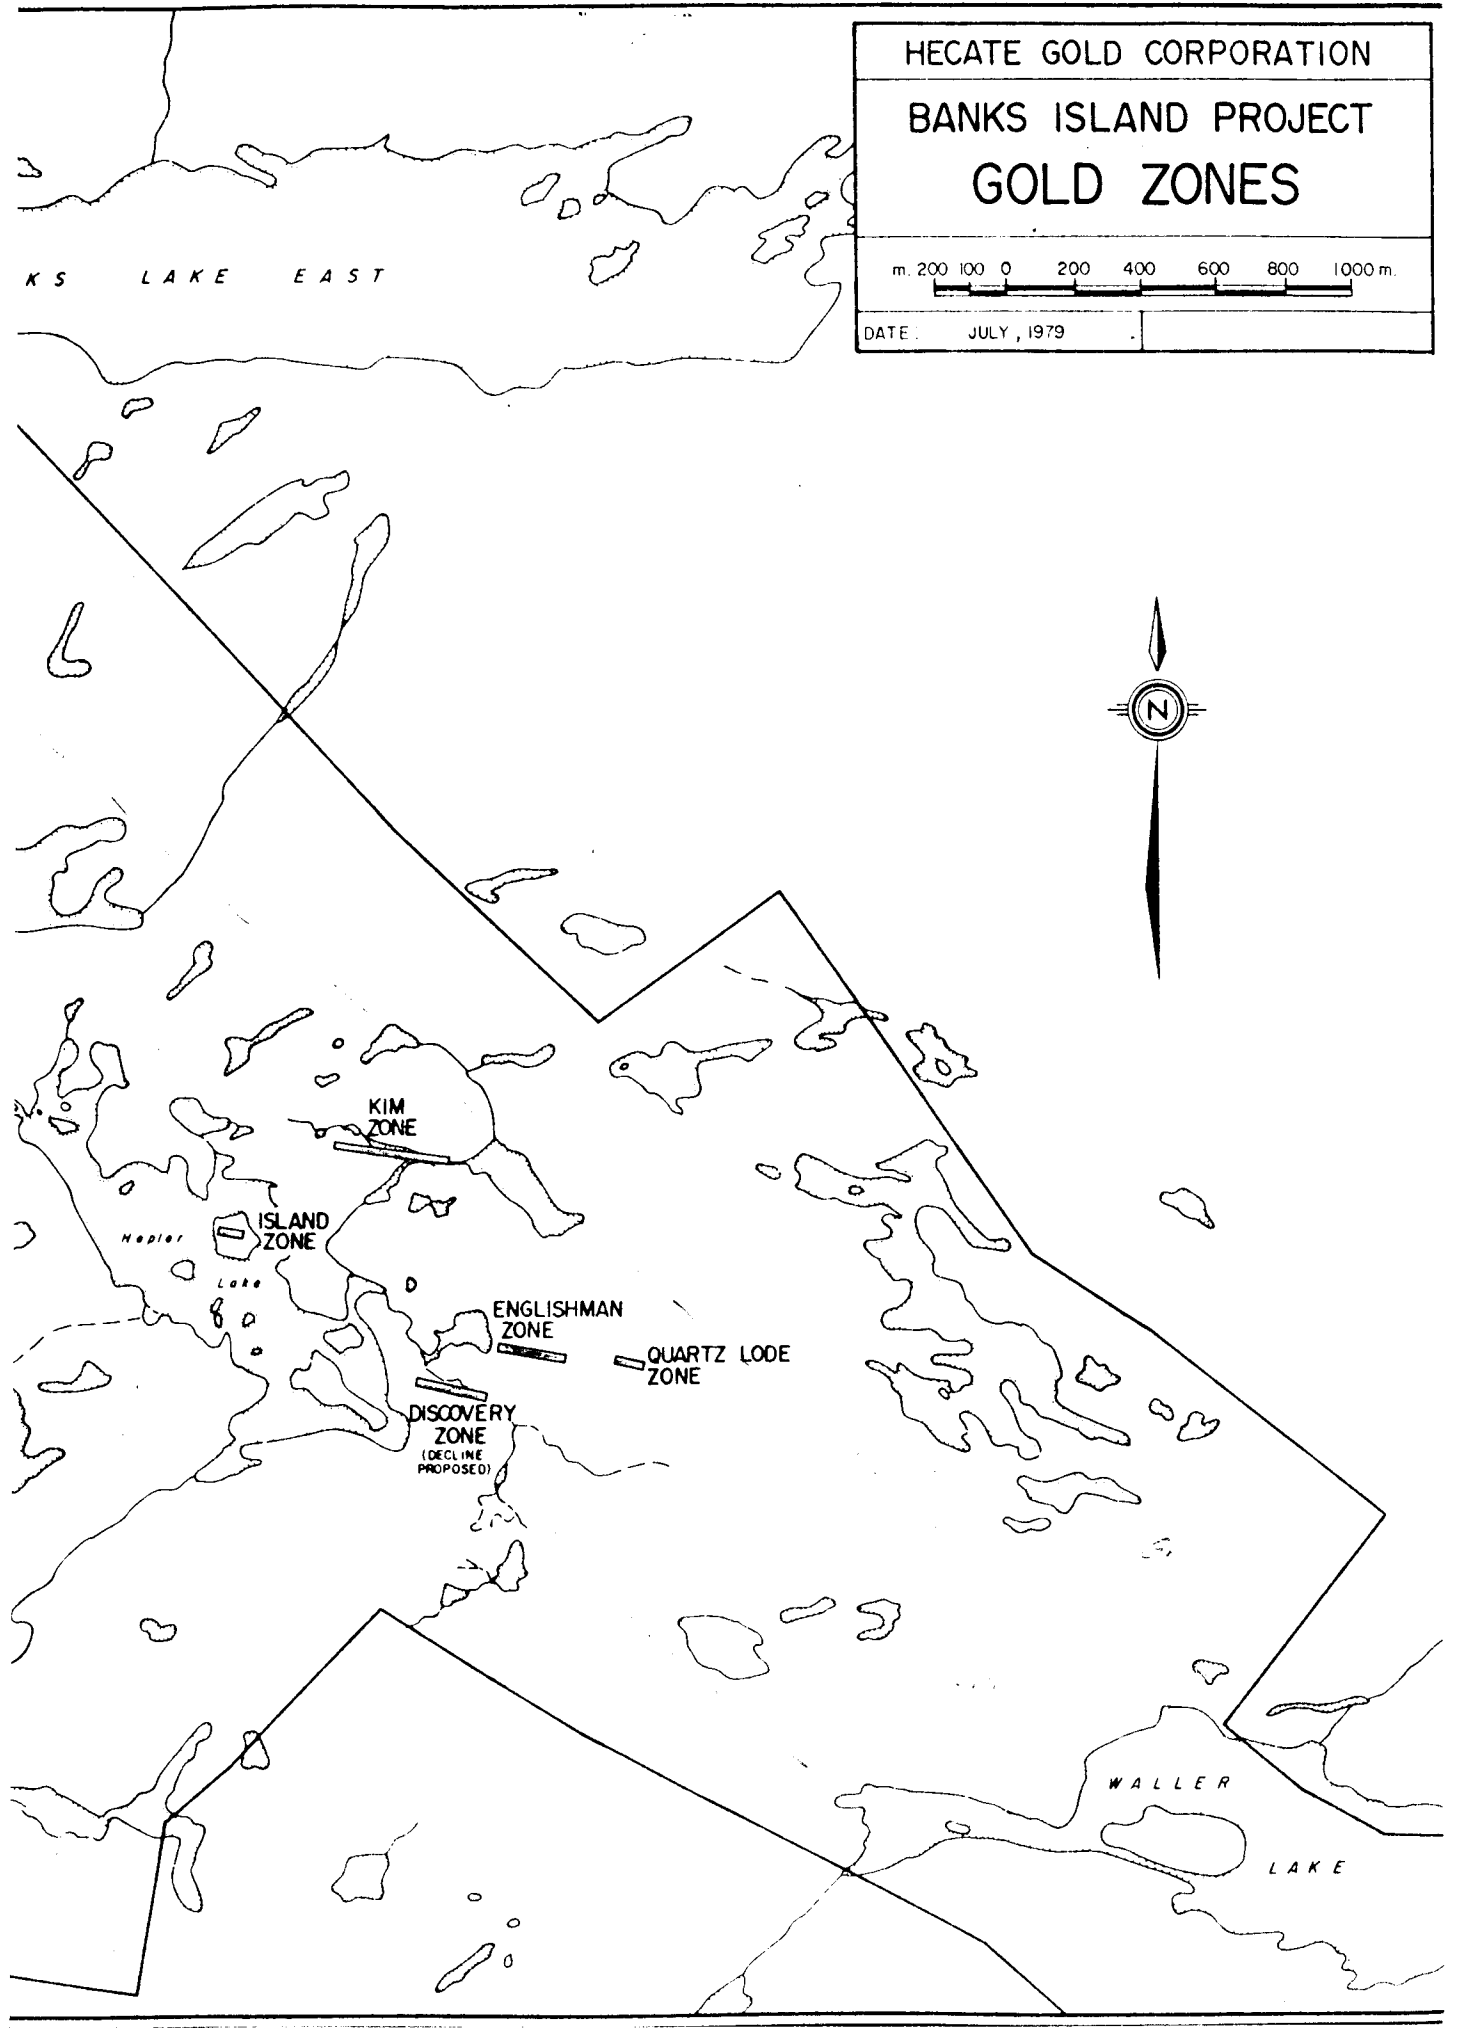 HECATE GOLD CORPORATION
BANKS ISLAND PROJECT
GOLD ZONES
m. 200 100 0 200 400 600 800 1000 m.
DATE: JULY, 1979
KS LAKE EAST
N
KIM
ZONE
ISLAND
ZONE
Hepler
Lake
ENGLISHMAN
ZONE
QUARTZ LODE
ZONE
DISCOVERY
ZONE
(DECLINE
PROPOSED)
WALLER
LAKE